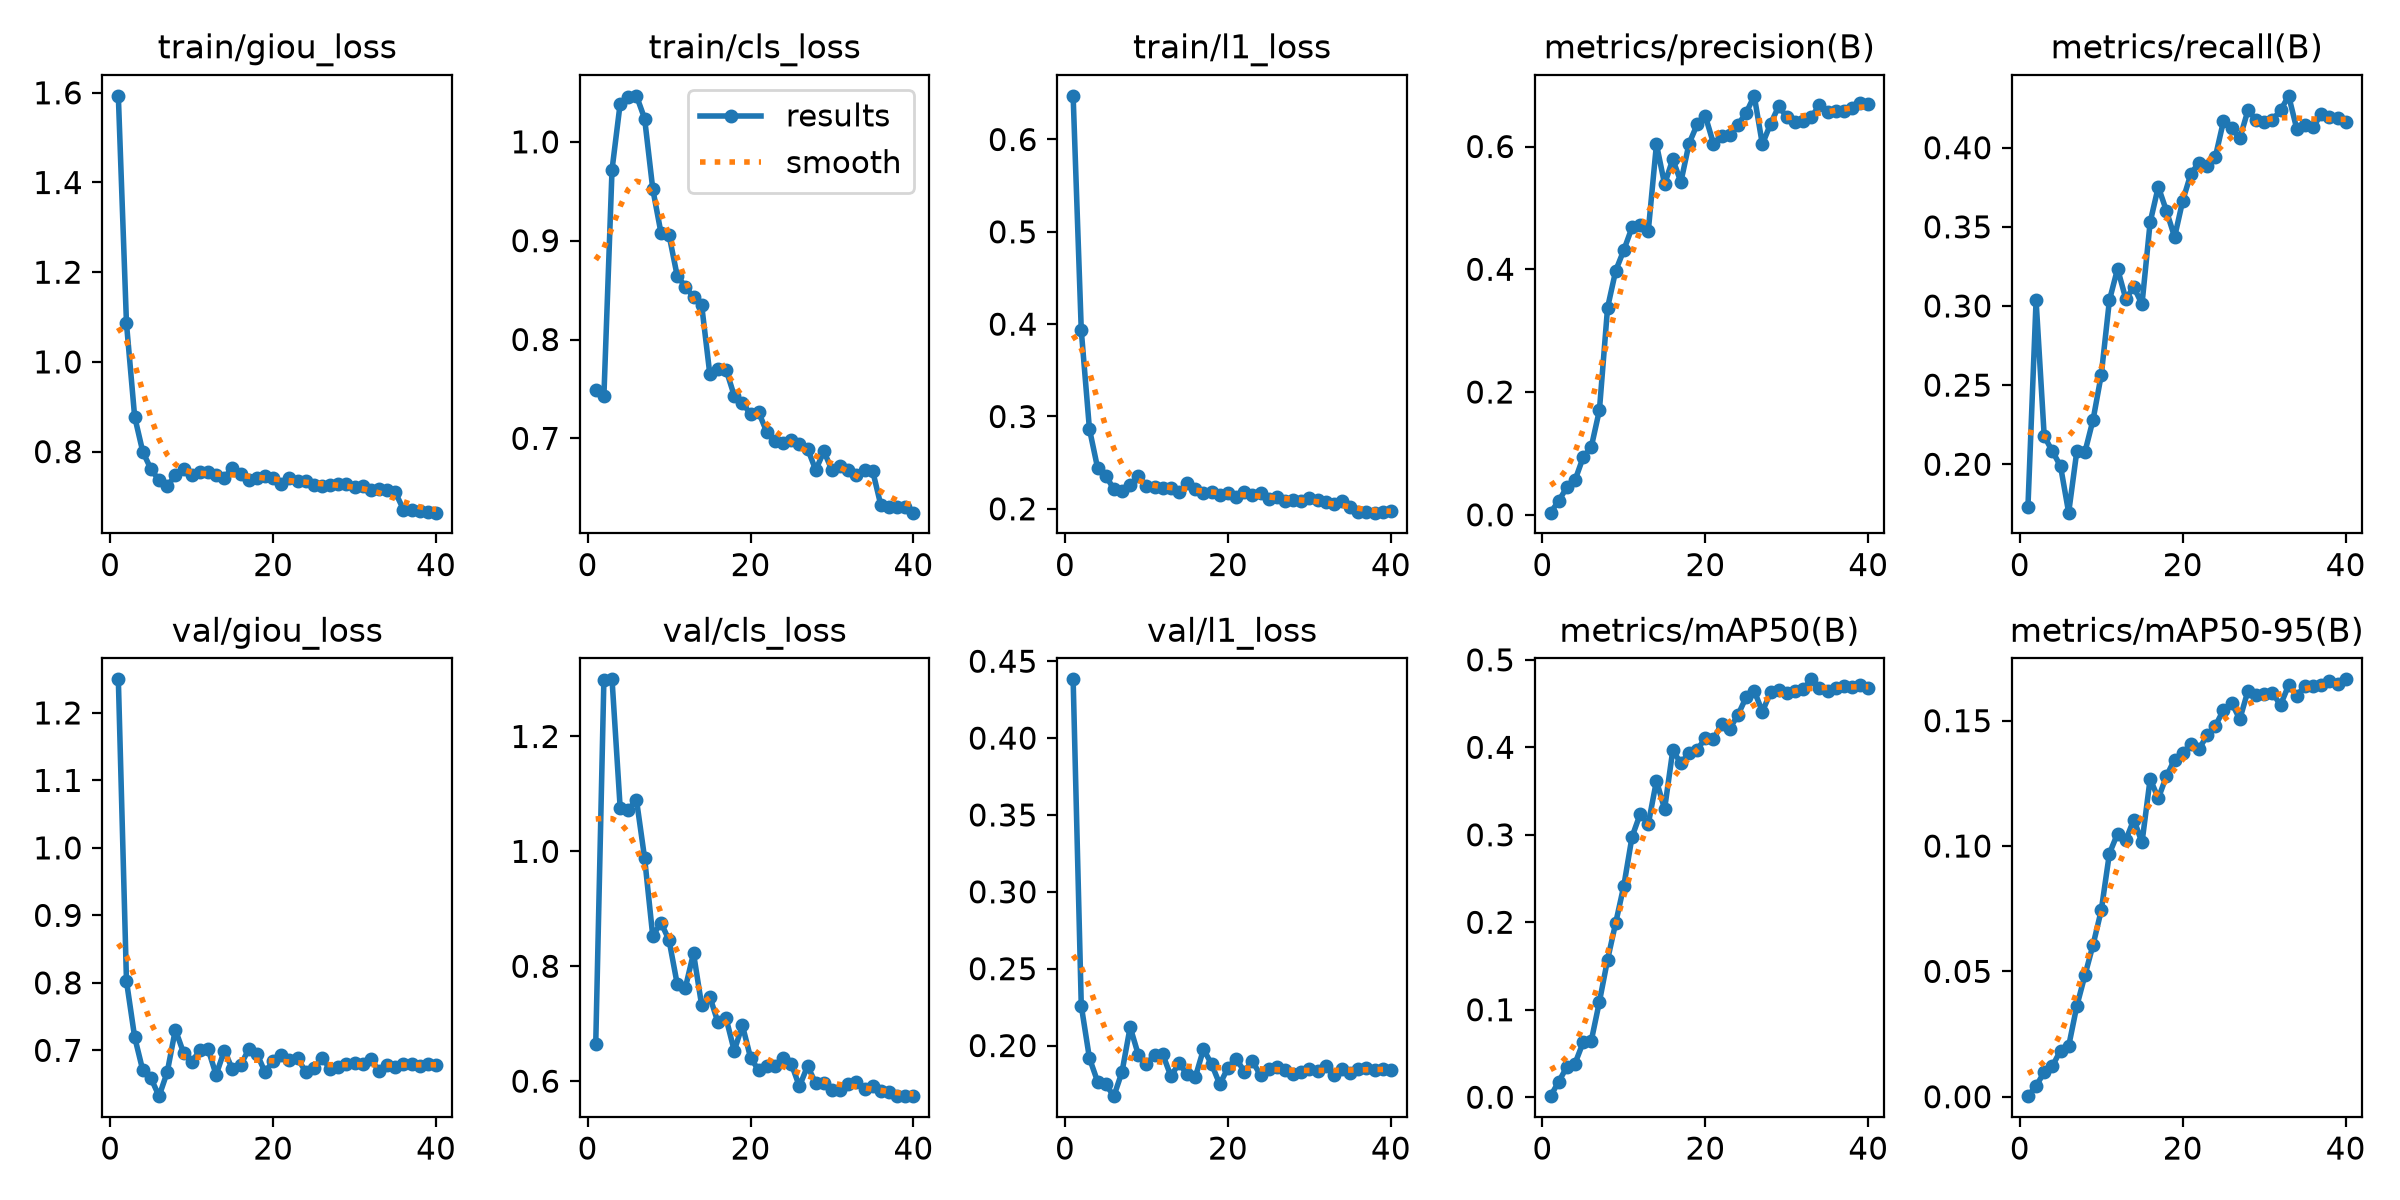 train/giou_loss
train/cls_loss
train/l1_loss
metrics/precision(B)
metrics/recall(B)
1.6
1.4
1.2
1.0
0.8
0 20 40
1.0
0.9
0.8
0.7
results
smooth
0 20 40
0.6
0.5
0.4
0.3
0.2
0 20 40
0.6
0.4
0.2
0.0
0 20 40
0.40
0.35
0.30
0.25
0.20
0 20 40
val/giou_loss
val/cls_loss
val/l1_loss
metrics/mAP50(B)
metrics/mAP50-95(B)
1.2
1.1
1.0
0.9
0.8
0.7
0 20 40
1.2
1.0
0.8
0.6
0 20 40
0.45
0.40
0.35
0.30
0.25
0.20
0 20 40
0.5
0.4
0.3
0.2
0.1
0.0
0 20 40
0.15
0.10
0.05
0.00
0 20 40